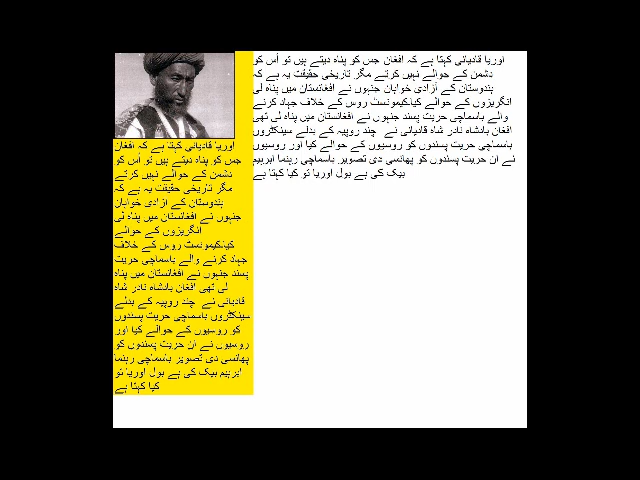 اوریا قادیانی کہتا ہے کہ افغان جس کو پناہ دیتے ہیں تو اُس کو
دشمن کے حوالے نہیں کرتے مگر تاریخی حقیقت یہ ہے کہ
ہندوستان کے آزادی خواہاں جنہوں نے افغانستان میں پناہ لی
انگریزوں کے حوالے کیا،کیمونسٹ روس کے خلاف جہاد کرنے
والے باسماچی حریت پسند جنہوں نے افغانستان میں پناہ لی تھی
افغان بادشاہ نادر شاہ قادیانی نے چند روپیہ کے بدلے سینکڑوں
باسماچی حریت پسندوں کو روسیوں کے حوالے کیا اور روسیوں
نے ان حریت پسندوں کو پھانسی دی تصویر باسماچی رہنما ابرہیم
بیک کی ہے بول اوریا تو کیا کہتا ہے
اوریا قادیانی کہتا ہے کہ افغان
جس کو پناہ دیتے ہیں تو اُس کو
دشمن کے حوالے نہیں کرتے
مگر تاریخی حقیقت یہ ہے کہ
ہندوستان کے آزادی خواہاں
جنہوں نے افغانستان میں پناہ لی
انگریزوں کے حوالے
کیا،کیمونسٹ روس کے خلاف
جہاد کرنے والے باسماچی حریت
پسند جنہوں نے افغانستان میں پناہ
لی تھی افغان بادشاہ نادر شاہ
قادیانی نے چند روپیہ کے بدلے
سینکڑوں باسماچی حریت پسندوں
کو روسیوں کے حوالے کیا اور
روسیوں نے ان حریت پسندوں کو
پھانسی دی تصویر باسماچی رہنما
ابرہیم بیک کی ہے بول اوریا تو
کیا کہتا ہے